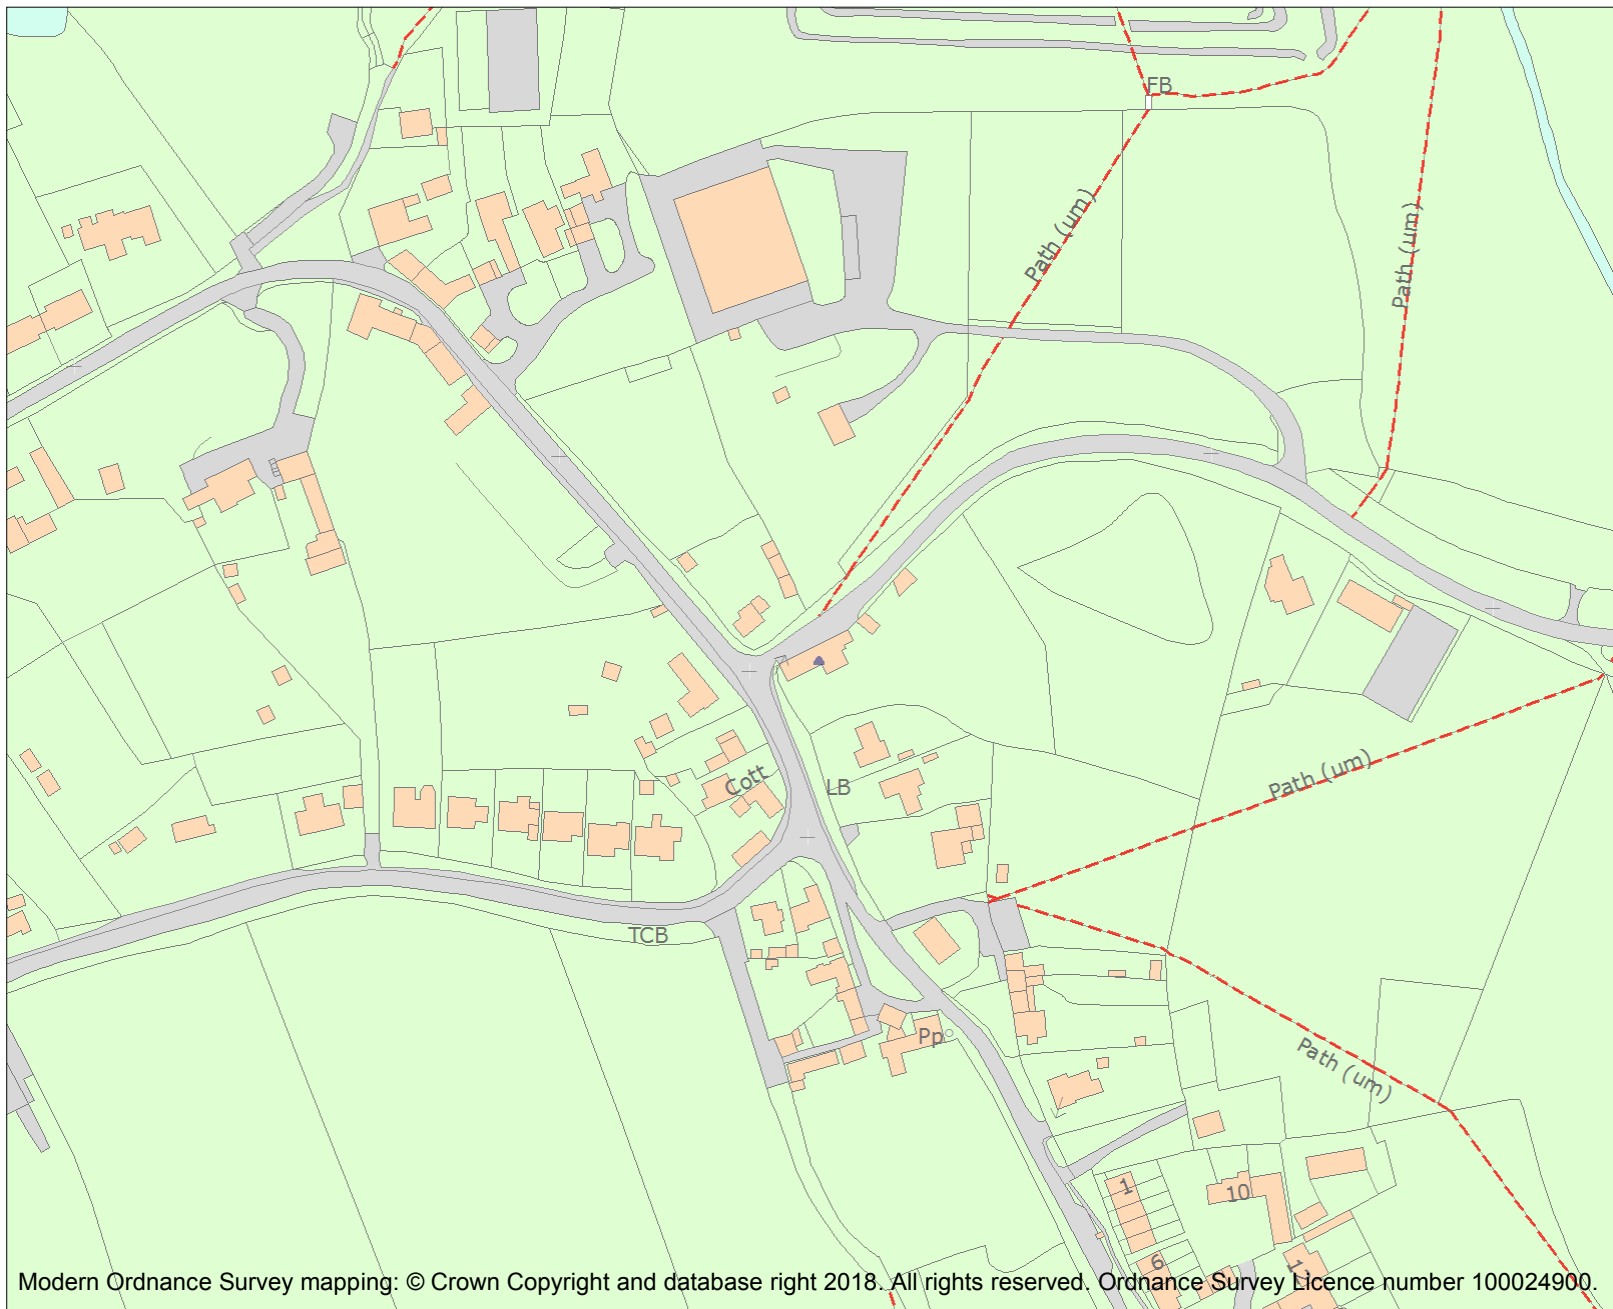 FB
Path (um)
Path (um)
Cott
LB
Path (um)
TCB
Pp
Path (um)
1
10
6
Modern Ordnance Survey mapping: © Crown Copyright and database right 2018. All rights reserved. Ordnance Survey Licence number 100024900.